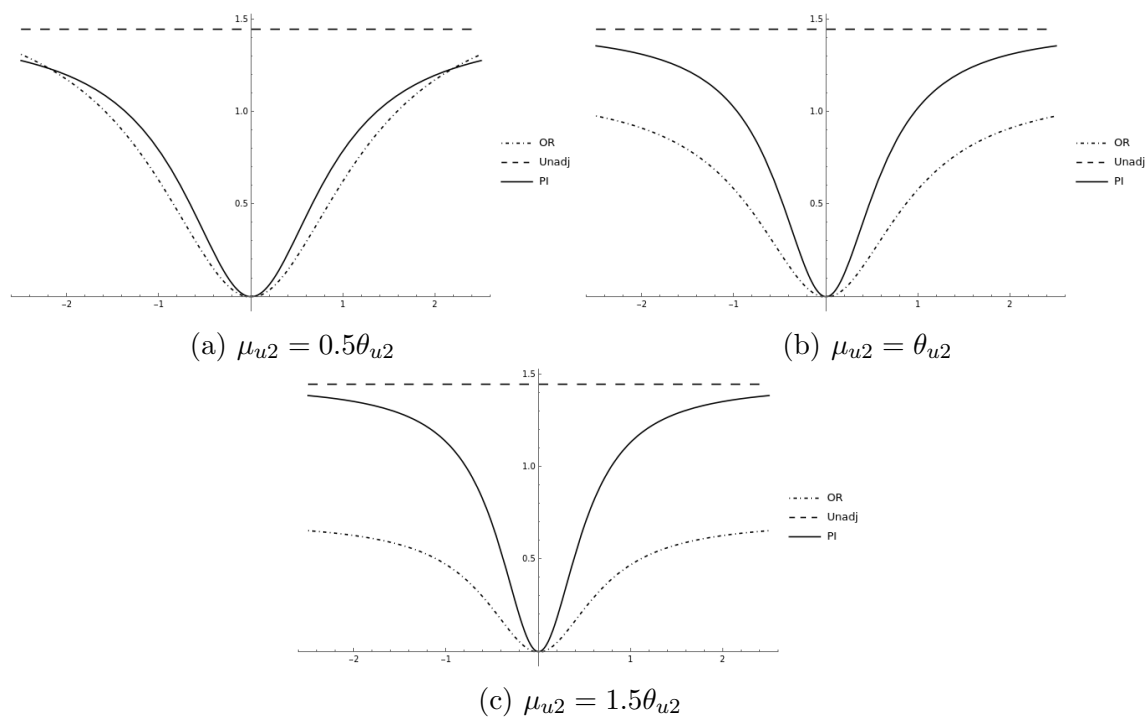 1.5
1.0
0.5
−2
−1
1
2
OR
Unadj
PI
(a) μ_{u2} = 0.5θ_{u2}
1.5
1.0
0.5
−2
−1
1
2
OR
Unadj
PI
(b) μ_{u2} = θ_{u2}
1.5
1.0
0.5
−2
−1
1
2
OR
Unadj
PI
(c) μ_{u2} = 1.5θ_{u2}